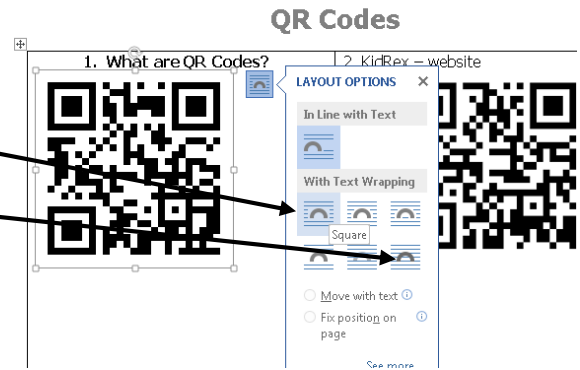 QR Codes
1. What are QR Codes?
2. KidRex – website
LAYOUT OPTIONS
In Line with Text
With Text Wrapping
Square
Move with text
Fix position on
page
See more...